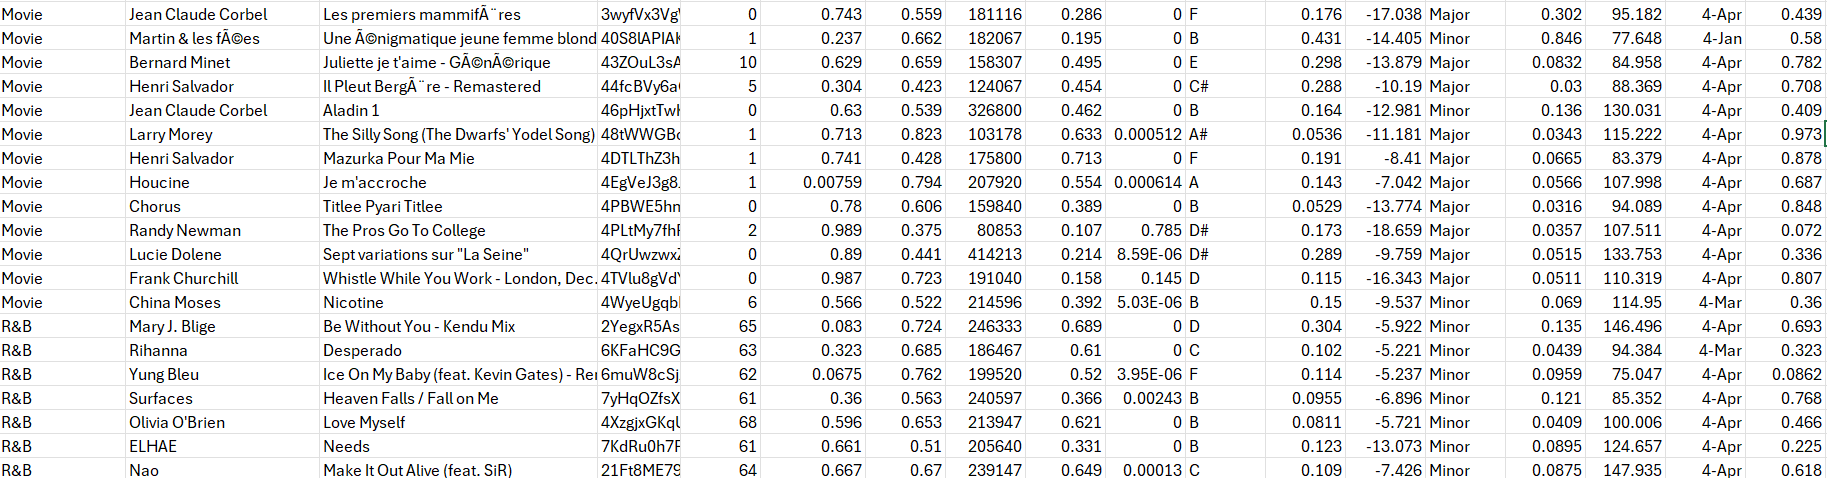 Movie Jean Claude Corbel Les premiers mammifÃ¨res 3wyfVx3Vg 0 0.743 0.559 181116 0.286 0 F 0.176 -17.038 Major 0.302 95.182 4-Apr 0.439
Movie Martin & les fÃ©es Une Ã©nigmatique jeune femme blond 40S8lAPlA 1 0.237 0.662 182067 0.195 0 B 0.431 -14.405 Minor 0.846 77.648 4-Jan 0.58
Movie Bernard Minet Juliette je t'aime - GÃ©nÃ©rique 43ZOuL3sA 10 0.629 0.659 158307 0.495 0 E 0.298 -13.879 Major 0.0832 84.958 4-Apr 0.782
Movie Henri Salvador Il Pleut BergÃ¨re - Remastered 44fcBVy6a 5 0.304 0.423 124067 0.454 0 C# 0.288 -10.19 Major 0.03 88.369 4-Apr 0.708
Movie Jean Claude Corbel Aladin 1 46pHjxtTw 0 0.63 0.539 326800 0.462 0 B 0.164 -12.981 Minor 0.136 130.031 4-Apr 0.409
Movie Larry Morey The Silly Song (The Dwarfs' Yodel Song) 48tWWGB 1 0.713 0.823 103178 0.633 0.000512 A# 0.0536 -11.181 Major 0.0343 115.222 4-Apr 0.973
Movie Henri Salvador Mazurka Pour Ma Mie 4DTLThZ3h 1 0.741 0.428 175800 0.713 0 F 0.191 -8.41 Major 0.0665 83.379 4-Apr 0.878
Movie Houcine Je m'accroche 4EgVeJ3g8 1 0.00759 0.794 207920 0.554 0.000614 A 0.143 -7.042 Major 0.0566 107.998 4-Apr 0.687
Movie Chorus Titlee Pyari Titlee 4PBWE5hn 0 0.78 0.606 159840 0.389 0 B 0.0529 -13.774 Major 0.0316 94.089 4-Apr 0.848
Movie Randy Newman The Pros Go To College 4PLtMy7fh 2 0.989 0.375 80853 0.107 0.785 D# 0.173 -18.659 Major 0.0357 107.511 4-Apr 0.072
Movie Lucie Dolene Sept variations sur "La Seine" 4QrUwzwx 0 0.89 0.441 414213 0.214 8.59E-06 D# 0.289 -9.759 Major 0.0515 133.753 4-Apr 0.336
Movie Frank Churchill Whistle While You Work - London, Dec. 4TVlu8gVd 0 0.987 0.723 191040 0.158 0.145 D 0.115 -16.343 Major 0.0511 110.319 4-Apr 0.807
Movie China Moses Nicotine 4WyeUgqb 6 0.566 0.522 214596 0.392 5.03E-06 B 0.15 -9.537 Minor 0.069 114.95 4-Mar 0.36
R&B Mary J. Blige Be Without You - Kendu Mix 2YegxR5As 65 0.083 0.724 246333 0.689 0 D 0.304 -5.922 Minor 0.135 146.496 4-Apr 0.693
R&B Rihanna Desperado 6KFaHC9G 63 0.323 0.685 186467 0.61 0 C 0.102 -5.221 Minor 0.0439 94.384 4-Mar 0.323
R&B Yung Bleu Ice On My Baby (feat. Kevin Gates) - Re 6muW8cSj 62 0.0675 0.762 199520 0.52 3.95E-06 F 0.114 -5.237 Minor 0.0959 75.047 4-Apr 0.0862
R&B Surfaces Heaven Falls / Fall on Me 7yHqOZfsX 61 0.36 0.563 240597 0.366 0.00243 B 0.0955 -6.896 Minor 0.121 85.352 4-Apr 0.768
R&B Olivia O'Brien Love Myself 4XzgjxGKq 68 0.596 0.653 213947 0.621 0 B 0.0811 -5.721 Minor 0.0409 100.006 4-Apr 0.466
R&B ELHAE Needs 7KdRu0h7 61 0.661 0.51 205640 0.331 0 B 0.123 -13.073 Minor 0.0895 124.657 4-Apr 0.225
R&B Nao Make It Out Alive (feat. SiR) 21Ft8ME79 64 0.667 0.67 239147 0.649 0.00013 C 0.109 -7.426 Minor 0.0875 147.935 4-Apr 0.618